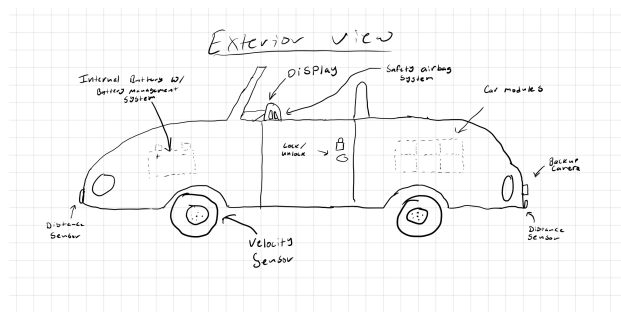 Exterior view
Internal Battery w/
Battery Management
System
DiSPlay
Safety airbag
System
Car modules
Lock/
unlock
Backup
Camera
Distance
Sensor
Velocity
Sensor
Distance
Sensor